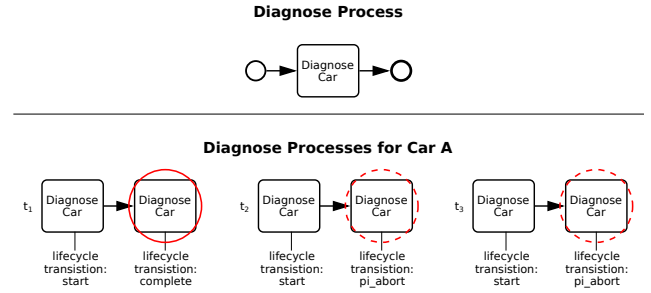 Diagnose Process
Diagnose
Car
Diagnose Processes for Car A
t₁
Diagnose
Car
Diagnose
Car
t₂
Diagnose
Car
Diagnose
Car
t₃
Diagnose
Car
Diagnose
Car
lifecycle
transistion:
start
lifecycle
transistion:
complete
lifecycle
transistion:
start
lifecycle
transistion:
pi_abort
lifecycle
transistion:
start
lifecycle
transistion:
pi_abort